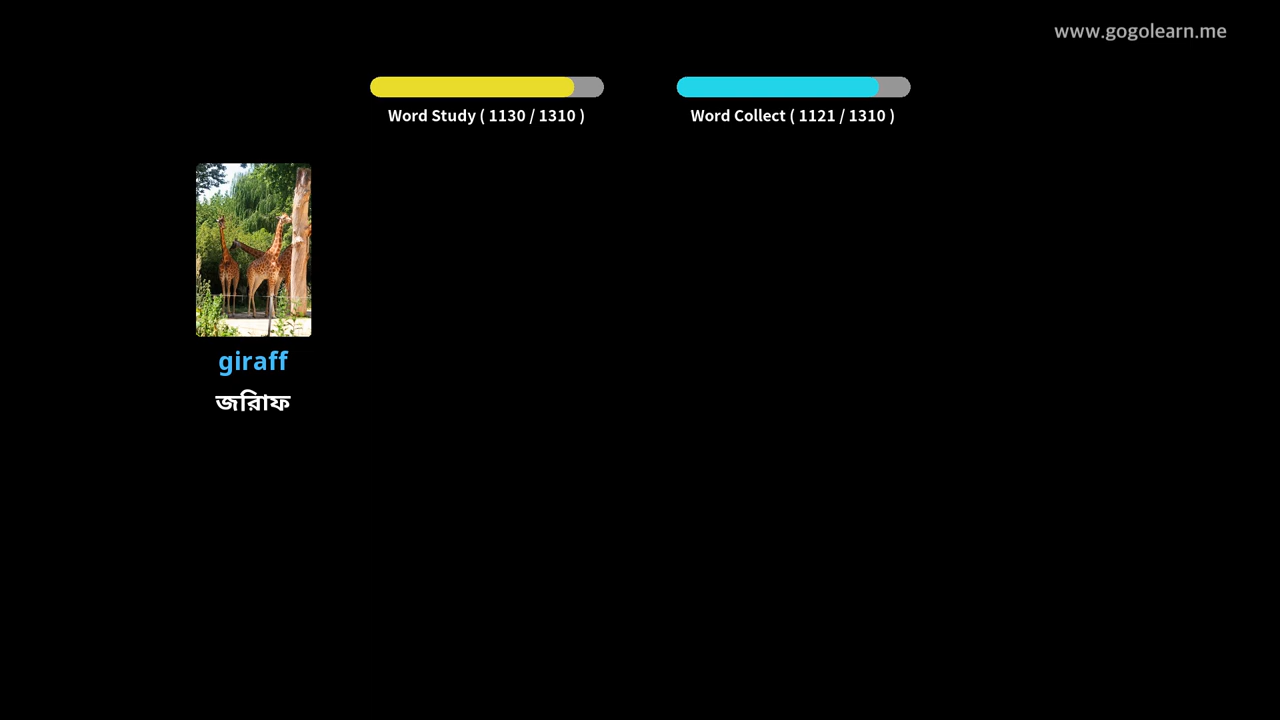 www.gogolearn.me
Word Study ( 1130 / 1310 )
Word Collect ( 1121 / 1310 )
giraff
জরিাফ